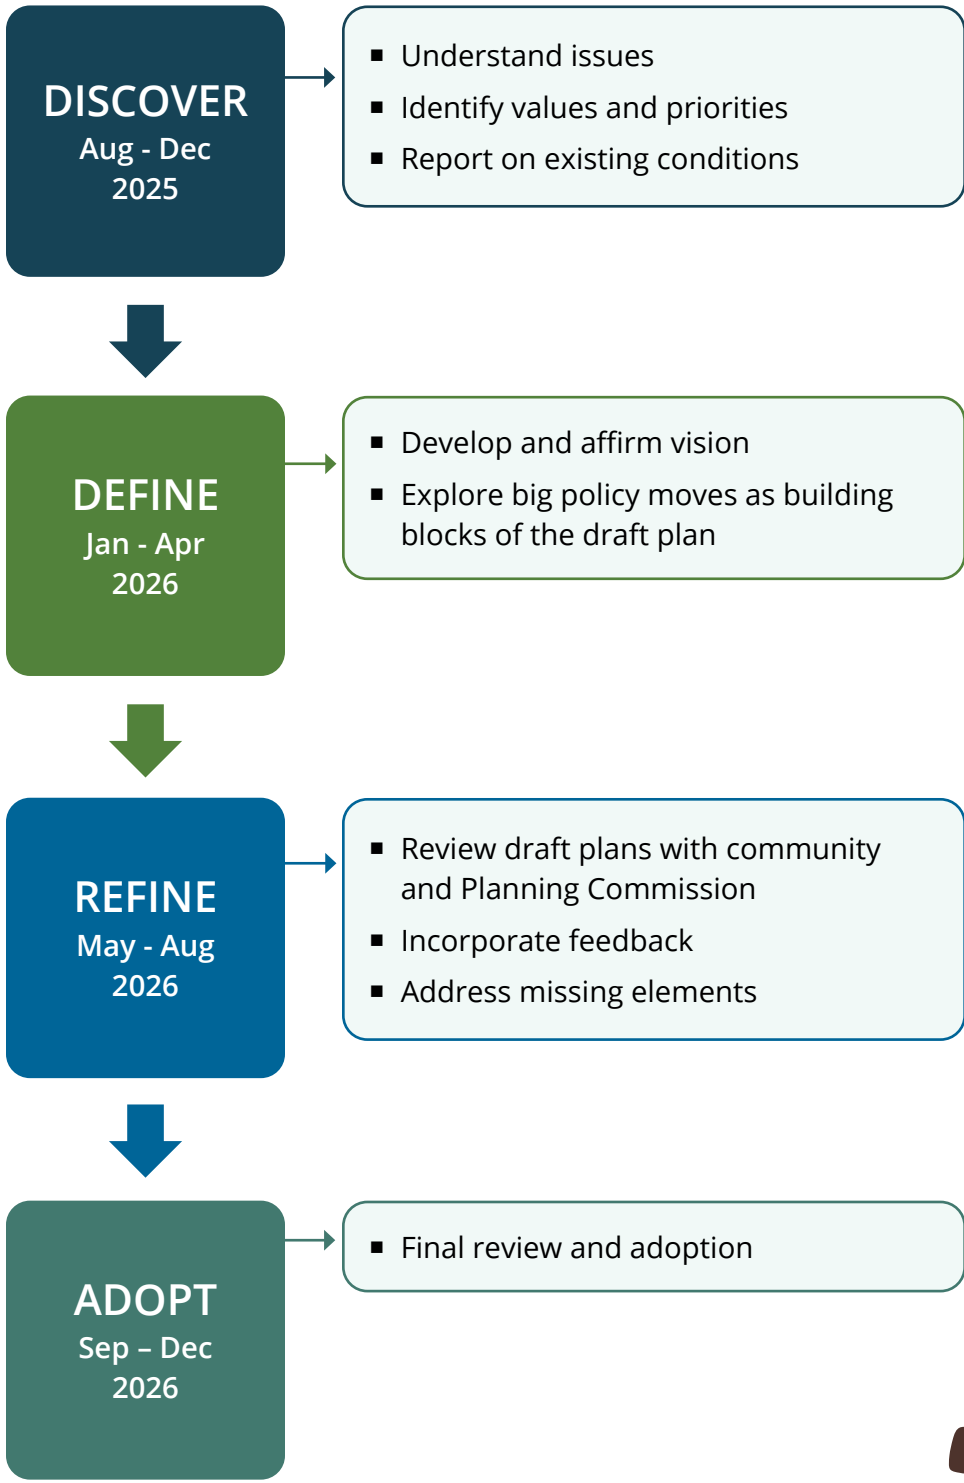 DISCOVER
Aug - Dec
2025
▪ Understand issues
▪ Identify values and priorities
▪ Report on existing conditions
DEFINE
Jan - Apr
2026
▪ Develop and affirm vision
▪ Explore big policy moves as building
blocks of the draft plan
REFINE
May - Aug
2026
▪ Review draft plans with community
and Planning Commission
▪ Incorporate feedback
▪ Address missing elements
ADOPT
Sep – Dec
2026
▪ Final review and adoption